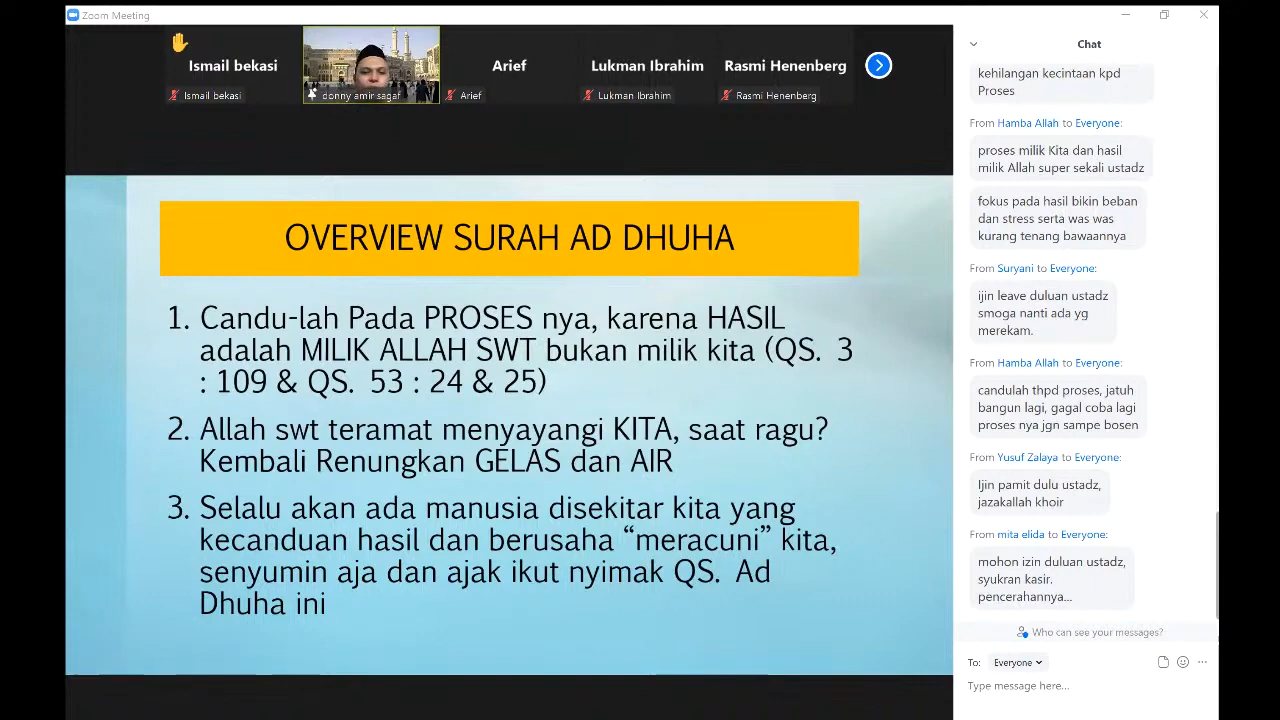 Zoom Meeting
Ismail bekasi
Arief
Lukman Ibrahim
Rasmi Henenberg
Ismail bekasi
donny amir sagaf
Arief
Lukman Ibrahim
Rasmi Henenberg
OVERVIEW SURAH AD DHUHA
1. Candu-lah Pada PROSES nya, karena HASIL
adalah MILIK ALLAH SWT bukan milik kita (QS. 3
: 109 & QS. 53 : 24 & 25)
2. Allah swt teramat menyayangi KITA, saat ragu?
Kembali Renungkan GELAS dan AIR
3. Selalu akan ada manusia disekitar kita yang
kecanduan hasil dan berusaha “meracuni” kita,
senyumin aja dan ajak ikut nyimak QS. Ad
Dhuha ini
Chat
kehilangan kecintaan kpd
Proses
From Hamba Allah to Everyone:
proses milik Kita dan hasil
milik Allah super sekali ustadz
fokus pada hasil bikin beban
dan stress serta was was
kurang tenang bawaannya
From Suryani to Everyone:
ijin leave duluan ustadz
smoga nanti ada yg
merekam.
From Hamba Allah to Everyone:
candulah thpd proses, jatuh
bangun lagi, gagal coba lagi
proses nya jgn sampe bosen
From Yusuf Zalaya to Everyone:
Ijin pamit dulu ustadz,
jazakallah khoir
From mita elida to Everyone:
mohon izin duluan ustadz,
syukran kasir.
pencerahannya...
Who can see your messages?
To: Everyone
Type message here...